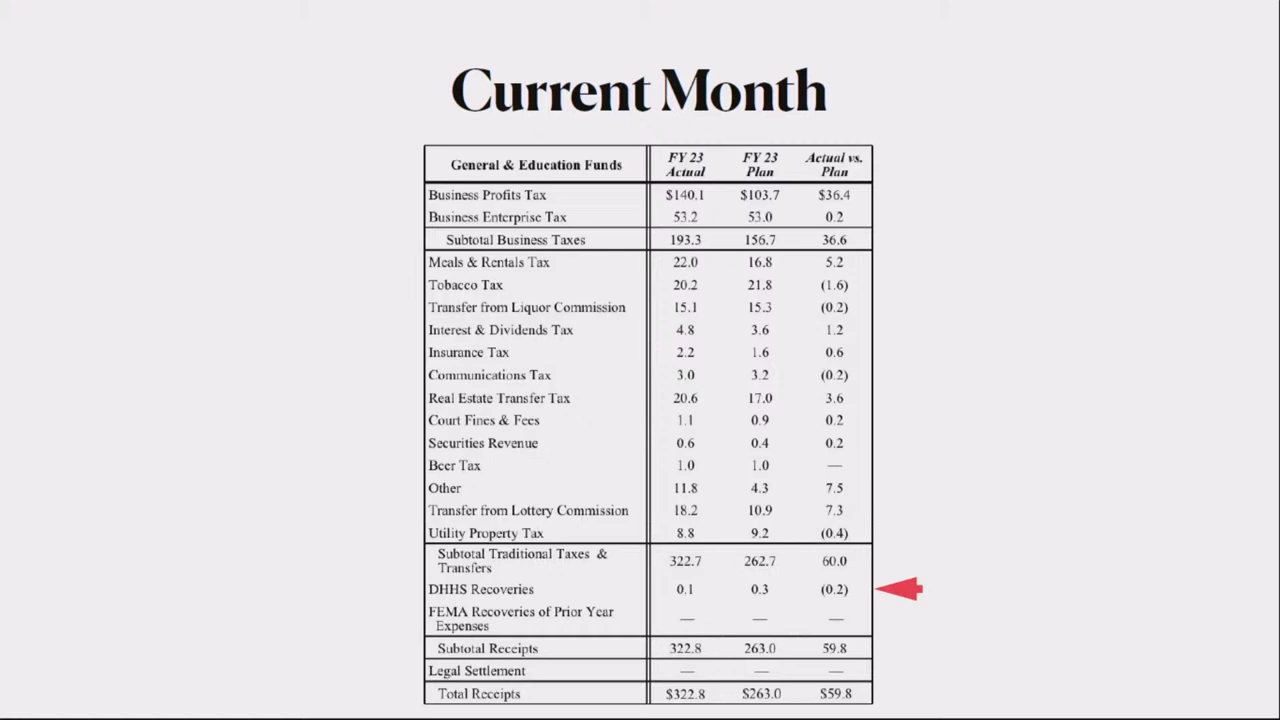 Current Month
General & Education Funds FY 23 Actual FY 23 Plan Actual vs. Plan
Business Profits Tax $140.1 $103.7 $36.4
Business Enterprise Tax 53.2 53.0 0.2
Subtotal Business Taxes 193.3 156.7 36.6
Meals & Rentals Tax 22.0 16.8 5.2
Tobacco Tax 20.2 21.8 (1.6)
Transfer from Liquor Commission 15.1 15.3 (0.2)
Interest & Dividends Tax 4.8 3.6 1.2
Insurance Tax 2.2 1.6 0.6
Communications Tax 3.0 3.2 (0.2)
Real Estate Transfer Tax 20.6 17.0 3.6
Court Fines & Fees 1.1 0.9 0.2
Securities Revenue 0.6 0.4 0.2
Beer Tax 1.0 1.0 —
Other 11.8 4.3 7.5
Transfer from Lottery Commission 18.2 10.9 7.3
Utility Property Tax 8.8 9.2 (0.4)
Subtotal Traditional Taxes & Transfers 322.7 262.7 60.0
DHHS Recoveries 0.1 0.3 (0.2)
FEMA Recoveries of Prior Year Expenses — — —
Subtotal Receipts 322.8 263.0 59.8
Legal Settlement — — —
Total Receipts $322.8 $263.0 $59.8